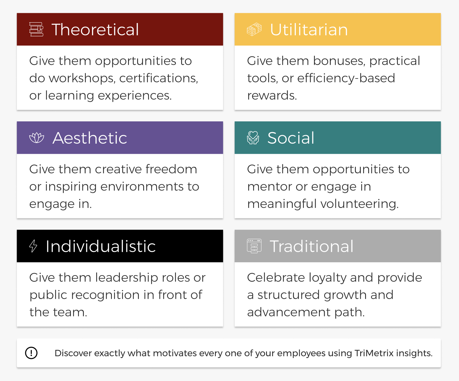 Theoretical
Give them opportunities to
do workshops, certifications,
or learning experiences.
Utilitarian
Give them bonuses, practical
tools, or efficiency-based
rewards.
Aesthetic
Give them creative freedom
or inspiring environments to
engage in.
Social
Give them opportunities to
mentor or engage in
meaningful volunteering.
Individualistic
Give them leadership roles or
public recognition in front of
the team.
Traditional
Celebrate loyalty and provide
a structured growth and
advancement path.
Discover exactly what motivates every one of your employees using TriMetrix insights.